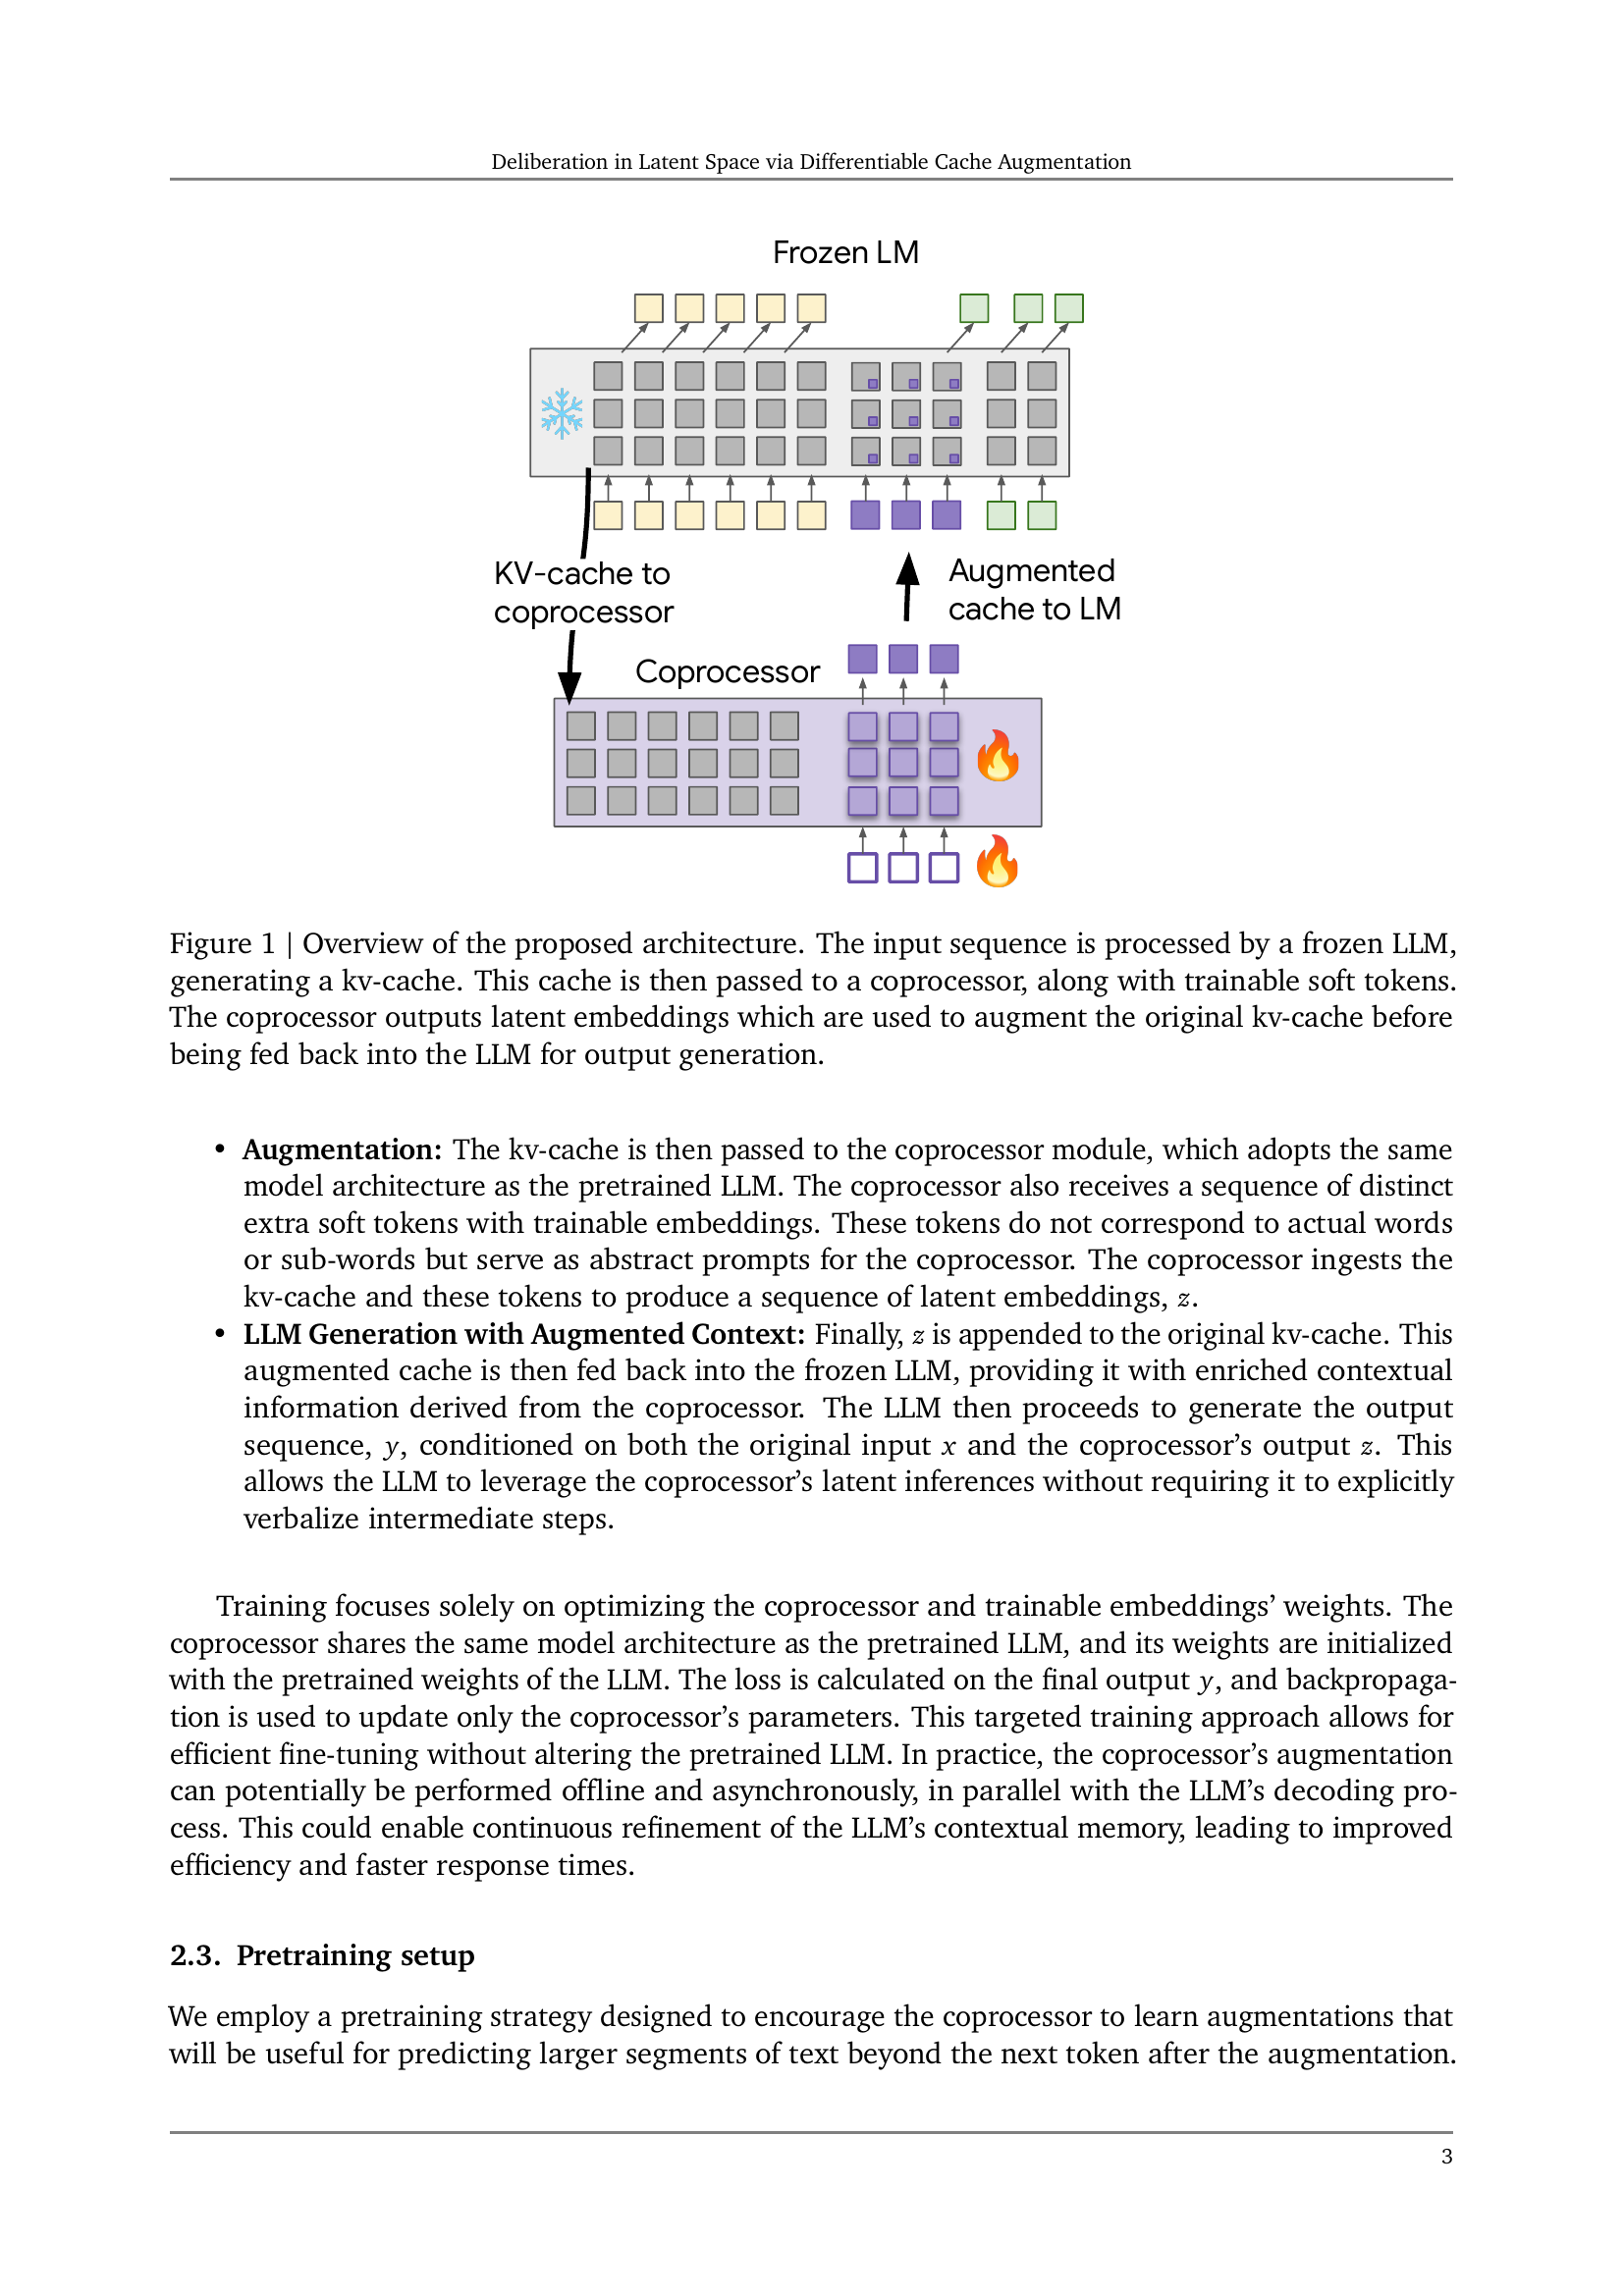 Deliberation in Latent Space via Differentiable Cache Augmentation
Frozen LM
KV-cache to
coprocessor
Augmented
cache to LM
Coprocessor
Figure 1 | Overview of the proposed architecture. The input sequence is processed by a frozen LLM,
generating a kv-cache. This cache is then passed to a coprocessor, along with trainable soft tokens.
The coprocessor outputs latent embeddings which are used to augment the original kv-cache before
being fed back into the LLM for output generation.
• Augmentation: The kv-cache is then passed to the coprocessor module, which adopts the same
model architecture as the pretrained LLM. The coprocessor also receives a sequence of distinct
extra soft tokens with trainable embeddings. These tokens do not correspond to actual words
or sub-words but serve as abstract prompts for the coprocessor. The coprocessor ingests the
kv-cache and these tokens to produce a sequence of latent embeddings, z.
• LLM Generation with Augmented Context: Finally, z is appended to the original kv-cache. This
augmented cache is then fed back into the frozen LLM, providing it with enriched contextual
information derived from the coprocessor. The LLM then proceeds to generate the output
sequence, y, conditioned on both the original input x and the coprocessor's output z. This
allows the LLM to leverage the coprocessor's latent inferences without requiring it to explicitly
verbalize intermediate steps.
Training focuses solely on optimizing the coprocessor and trainable embeddings' weights. The
coprocessor shares the same model architecture as the pretrained LLM, and its weights are initialized
with the pretrained weights of the LLM. The loss is calculated on the final output y, and backpropaga-
tion is used to update only the coprocessor's parameters. This targeted training approach allows for
efficient fine-tuning without altering the pretrained LLM. In practice, the coprocessor's augmentation
can potentially be performed offline and asynchronously, in parallel with the LLM's decoding pro-
cess. This could enable continuous refinement of the LLM's contextual memory, leading to improved
efficiency and faster response times.
2.3. Pretraining setup
We employ a pretraining strategy designed to encourage the coprocessor to learn augmentations that
will be useful for predicting larger segments of text beyond the next token after the augmentation.
3